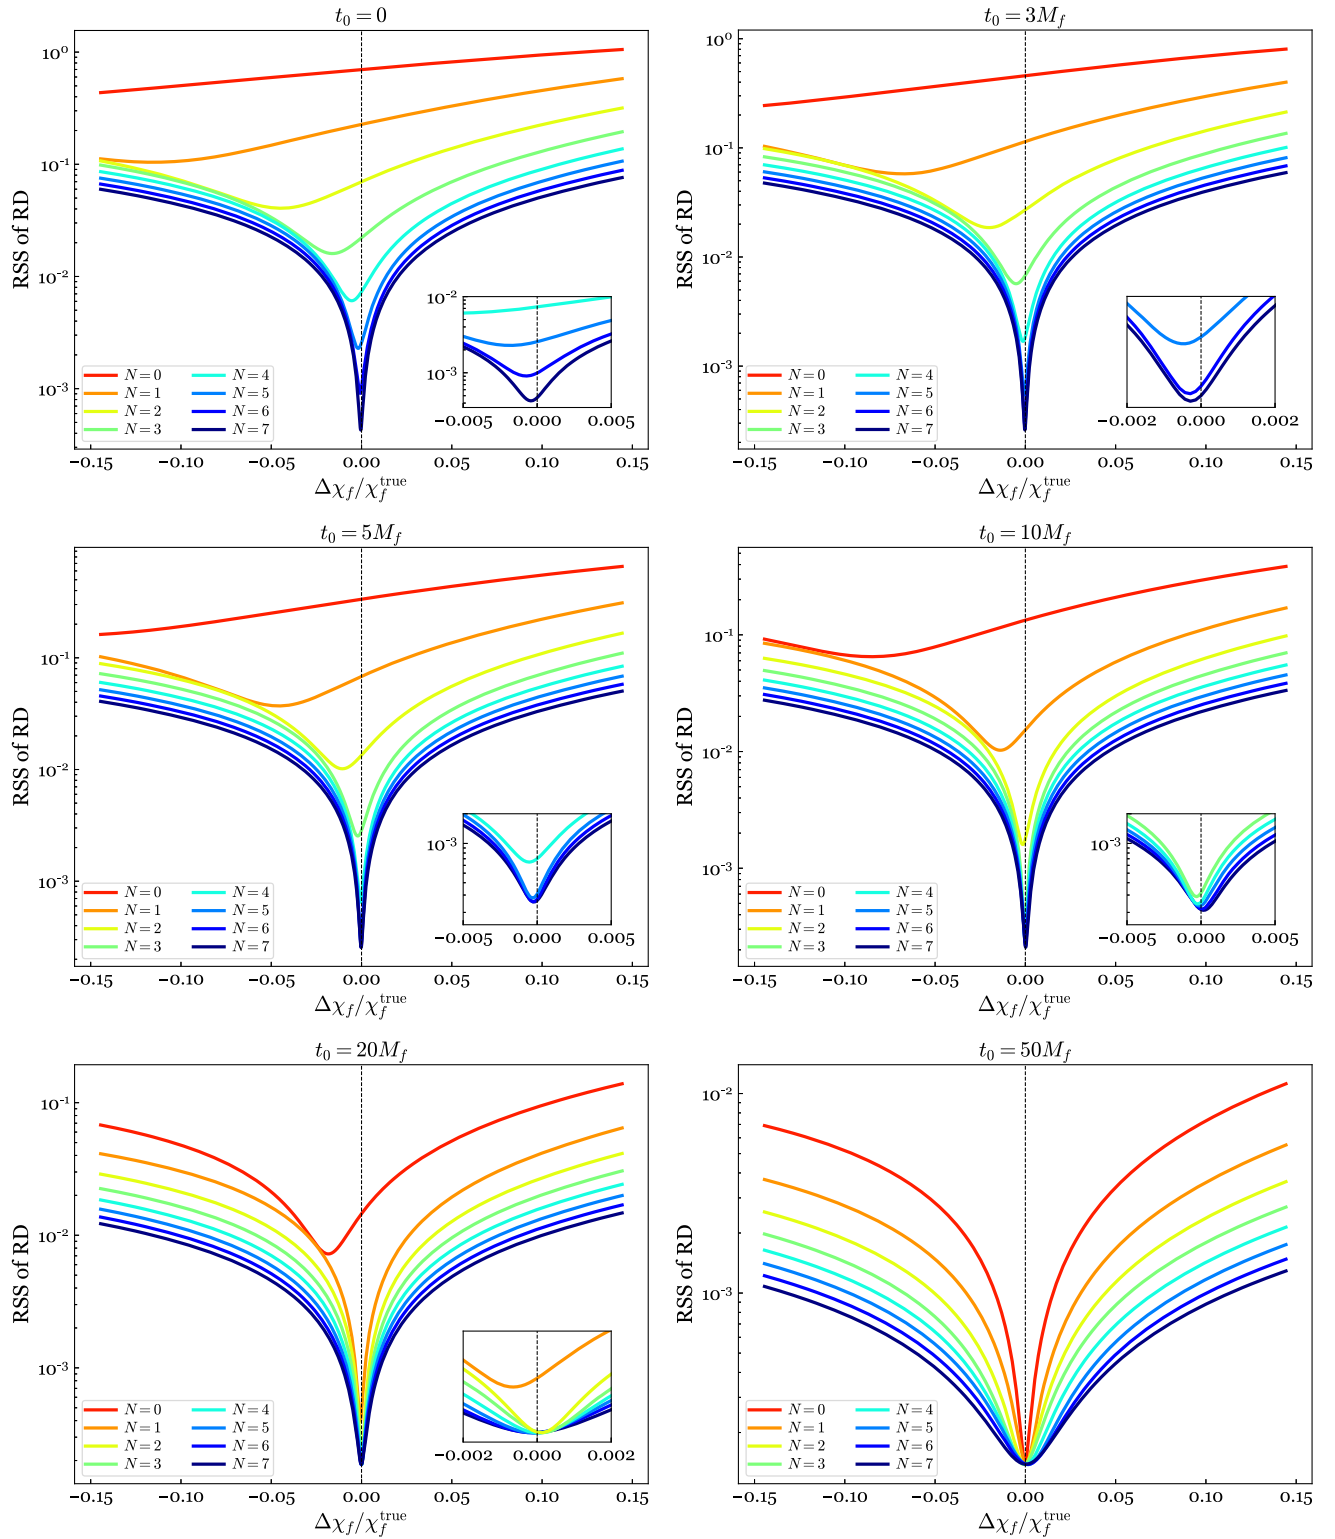 t₀ = 0
RSS of RD
10⁰
10⁻¹
10⁻²
10⁻³
10⁻²
10⁻³
−0.005 0.000 0.005
N = 0 N = 4
N = 1 N = 5
N = 2 N = 6
N = 3 N = 7
−0.15 −0.10 −0.05 0.00 0.05 0.10 0.15
Δχ_f/χ_f^true
t₀ = 3M_f
RSS of RD
10⁰
10⁻¹
10⁻²
10⁻³
−0.002 0.000 0.002
N = 0 N = 4
N = 1 N = 5
N = 2 N = 6
N = 3 N = 7
−0.15 −0.10 −0.05 0.00 0.05 0.10 0.15
Δχ_f/χ_f^true
t₀ = 5M_f
RSS of RD
10⁻¹
10⁻²
10⁻³
10⁻³
−0.005 0.000 0.005
N = 0 N = 4
N = 1 N = 5
N = 2 N = 6
N = 3 N = 7
−0.15 −0.10 −0.05 0.00 0.05 0.10 0.15
Δχ_f/χ_f^true
t₀ = 10M_f
RSS of RD
10⁻¹
10⁻²
10⁻³
10⁻³
−0.005 0.000 0.005
N = 0 N = 4
N = 1 N = 5
N = 2 N = 6
N = 3 N = 7
−0.15 −0.10 −0.05 0.00 0.05 0.10 0.15
Δχ_f/χ_f^true
t₀ = 20M_f
RSS of RD
10⁻¹
10⁻²
10⁻³
−0.002 0.000 0.002
N = 0 N = 4
N = 1 N = 5
N = 2 N = 6
N = 3 N = 7
−0.15 −0.10 −0.05 0.00 0.05 0.10 0.15
Δχ_f/χ_f^true
t₀ = 50M_f
RSS of RD
10⁻²
10⁻³
N = 0 N = 4
N = 1 N = 5
N = 2 N = 6
N = 3 N = 7
−0.15 −0.10 −0.05 0.00 0.05 0.10 0.15
Δχ_f/χ_f^true